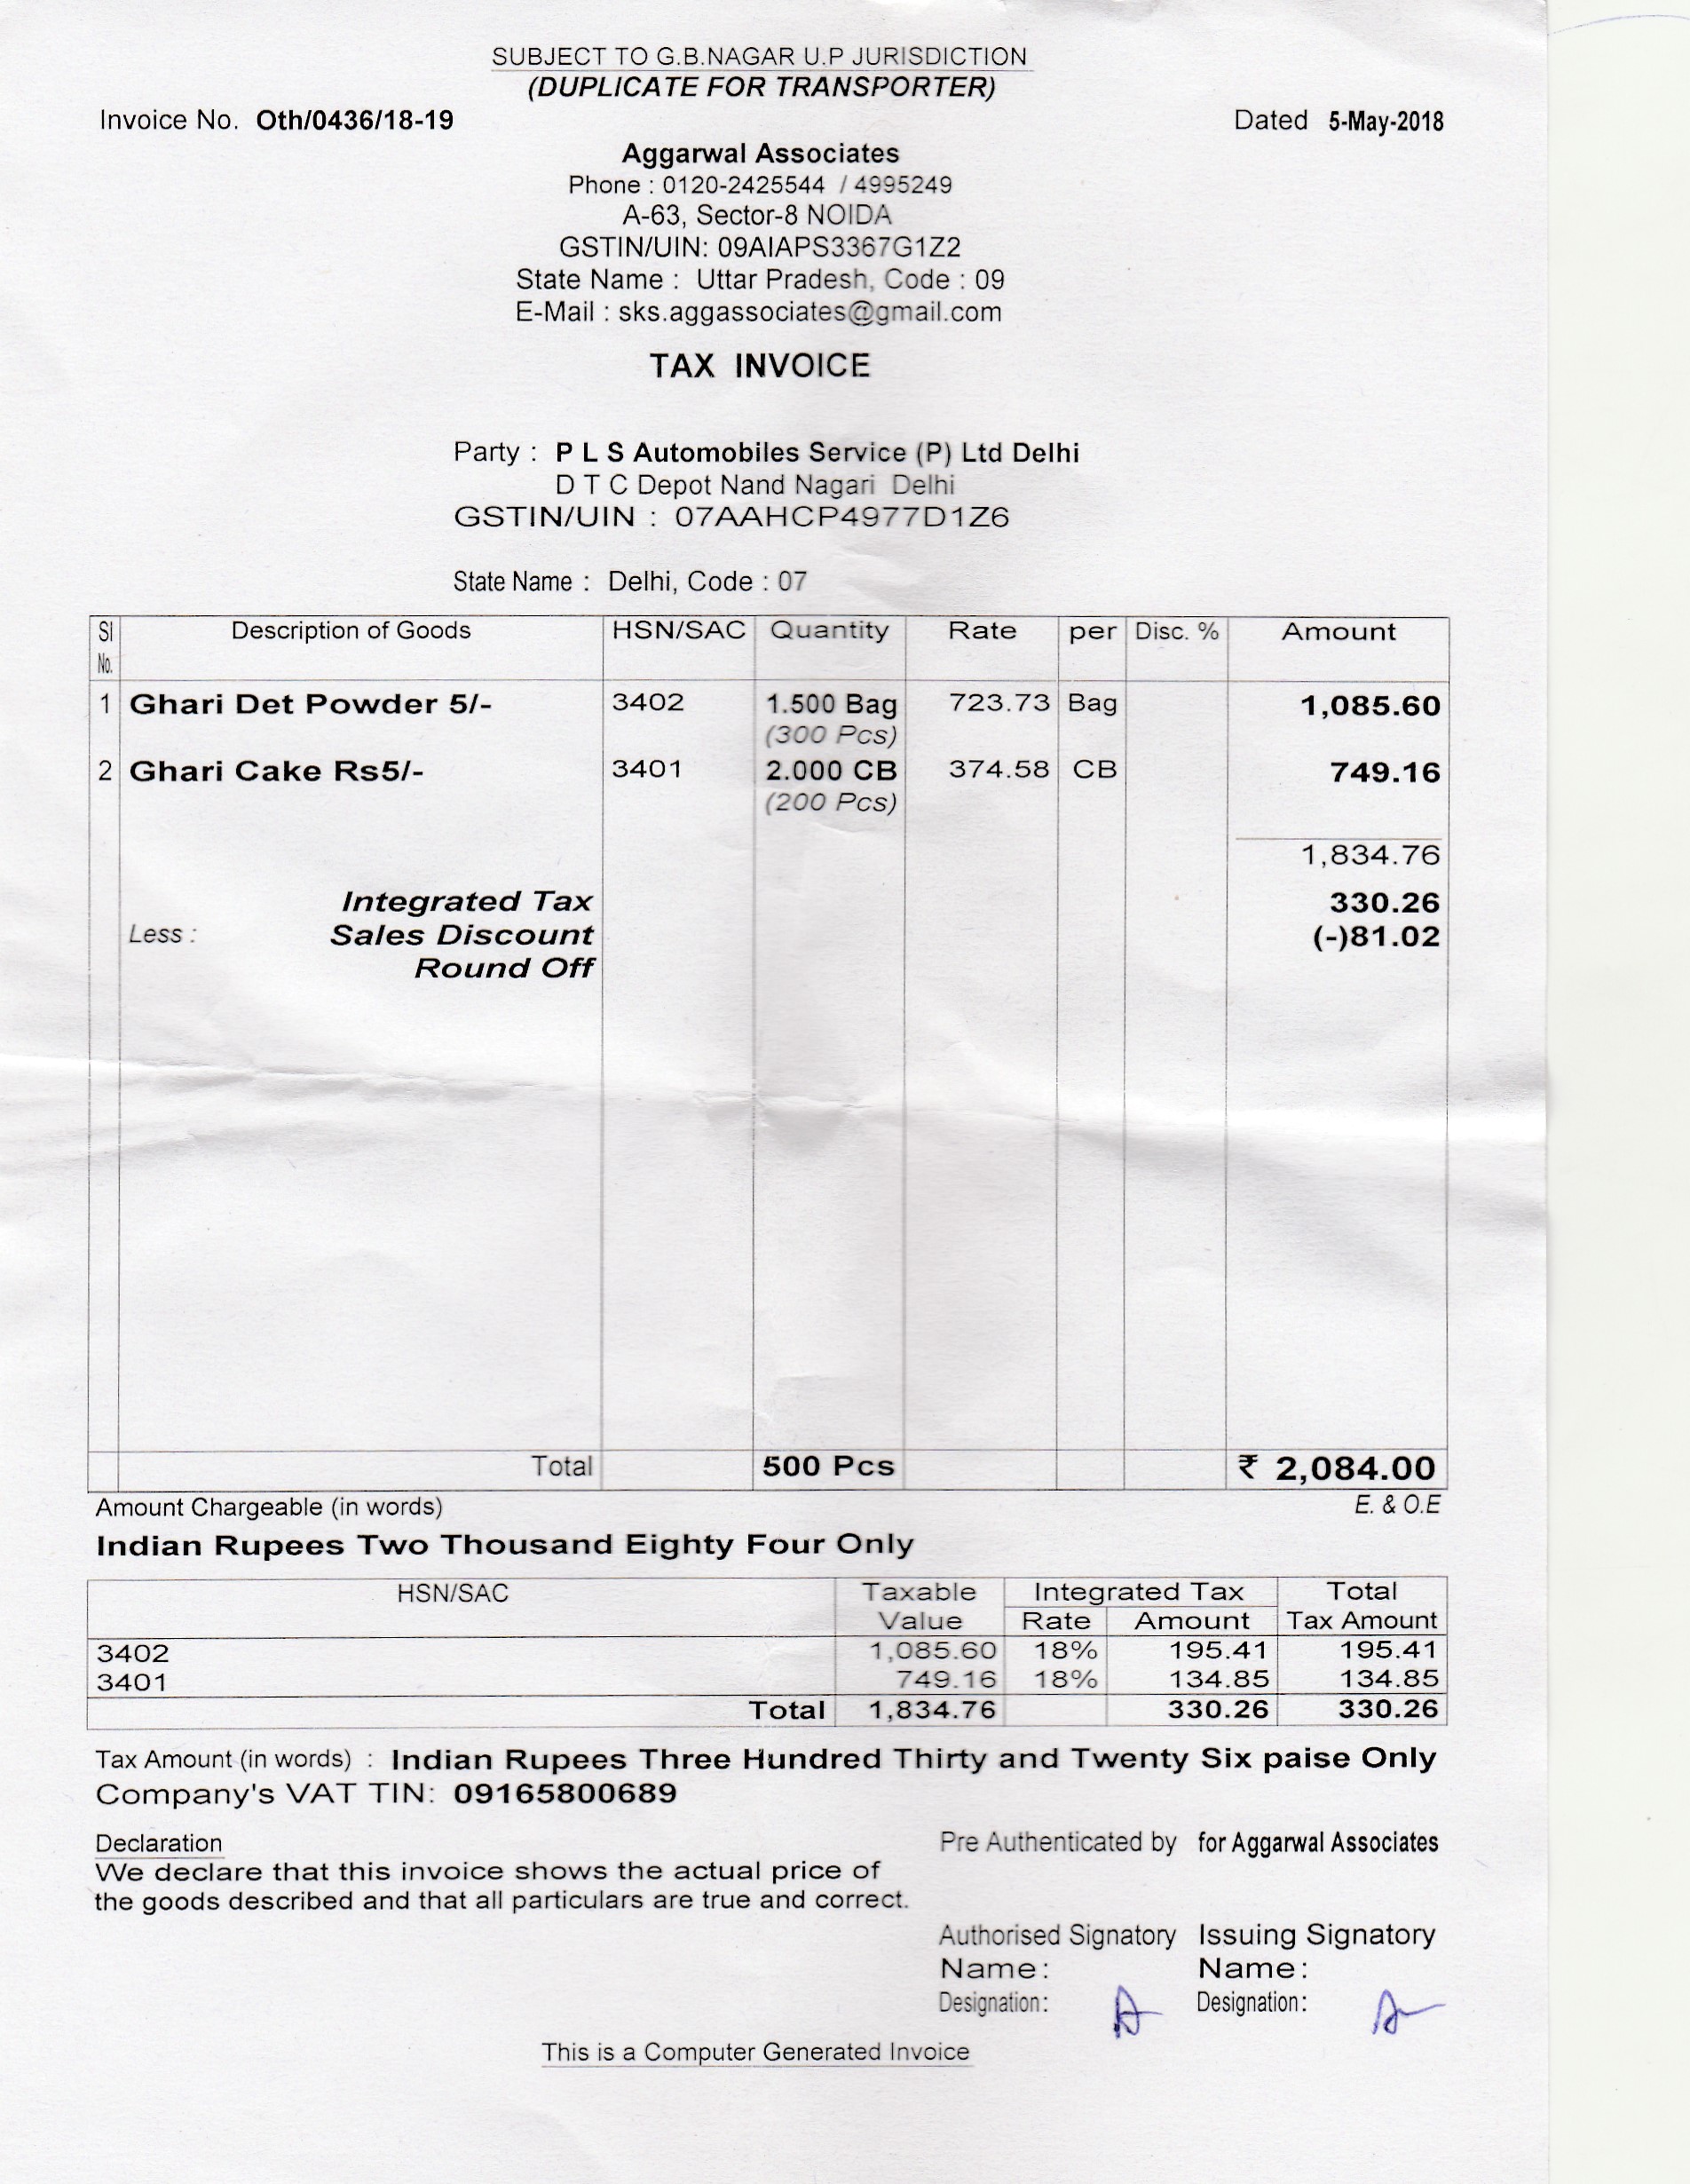 SUBJECT TO G.B.NAGAR U.P JURISDICTION
(DUPLICATE FOR TRANSPORTER)
Invoice No. Oth/0436/18-19 Dated 5-May-2018
Aggarwal Associates
Phone : 0120-2425544 / 4995249
A-63, Sector-8 NOIDA
GSTIN/UIN: 09AIAPS3367G1Z2
State Name : Uttar Pradesh, Code : 09
E-Mail : sks.aggassociates@gmail.com
TAX INVOICE
Party : P L S Automobiles Service (P) Ltd Delhi
D T C Depot Nand Nagari Delhi
GSTIN/UIN : 07AAHCP4977D1Z6
State Name : Delhi, Code : 07
Sl No. Description of Goods HSN/SAC Quantity Rate per Disc. % Amount
1 Ghari Det Powder 5/- 3402 1.500 Bag 723.73 Bag 1,085.60
(300 Pcs)
2 Ghari Cake Rs5/- 3401 2.000 CB 374.58 CB 749.16
(200 Pcs)
1,834.76
Integrated Tax 330.26
Less : Sales Discount (-)81.02
Round Off
Total 500 Pcs ₹ 2,084.00
Amount Chargeable (in words) E. & O.E
Indian Rupees Two Thousand Eighty Four Only
HSN/SAC Taxable Integrated Tax Total
Value Rate Amount Tax Amount
3402 1,085.60 18% 195.41 195.41
3401 749.16 18% 134.85 134.85
Total 1,834.76 330.26 330.26
Tax Amount (in words) : Indian Rupees Three Hundred Thirty and Twenty Six paise Only
Company's VAT TIN: 09165800689
Declaration Pre Authenticated by for Aggarwal Associates
We declare that this invoice shows the actual price of
the goods described and that all particulars are true and correct.
Authorised Signatory Issuing Signatory
Name: Name:
Designation: Designation:
This is a Computer Generated Invoice